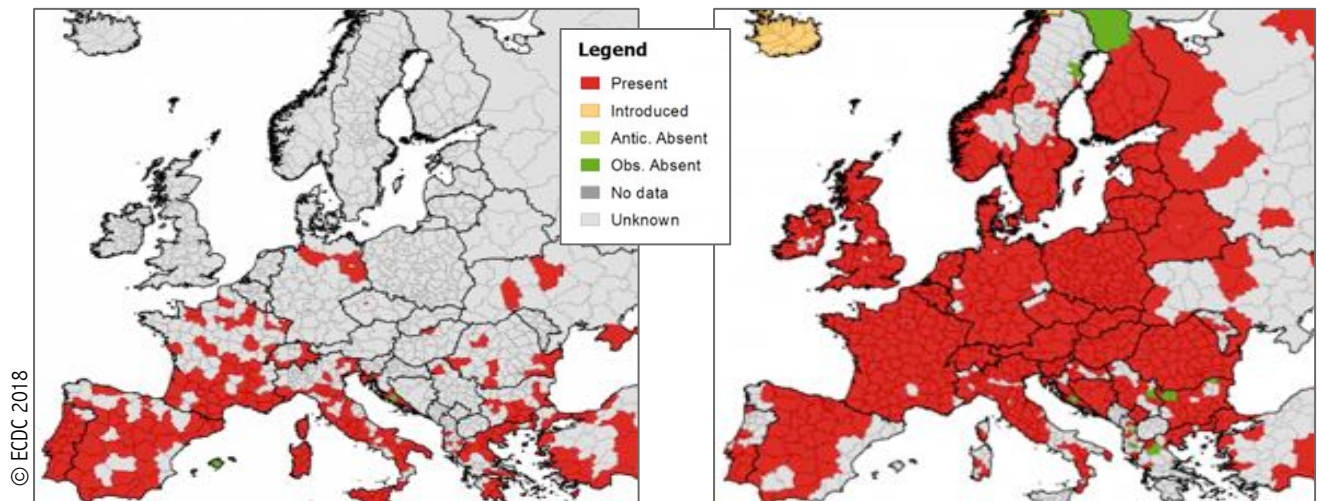 Legend
Present
Introduced
Antic. Absent
Obs. Absent
No data
Unknown
© ECDC 2018